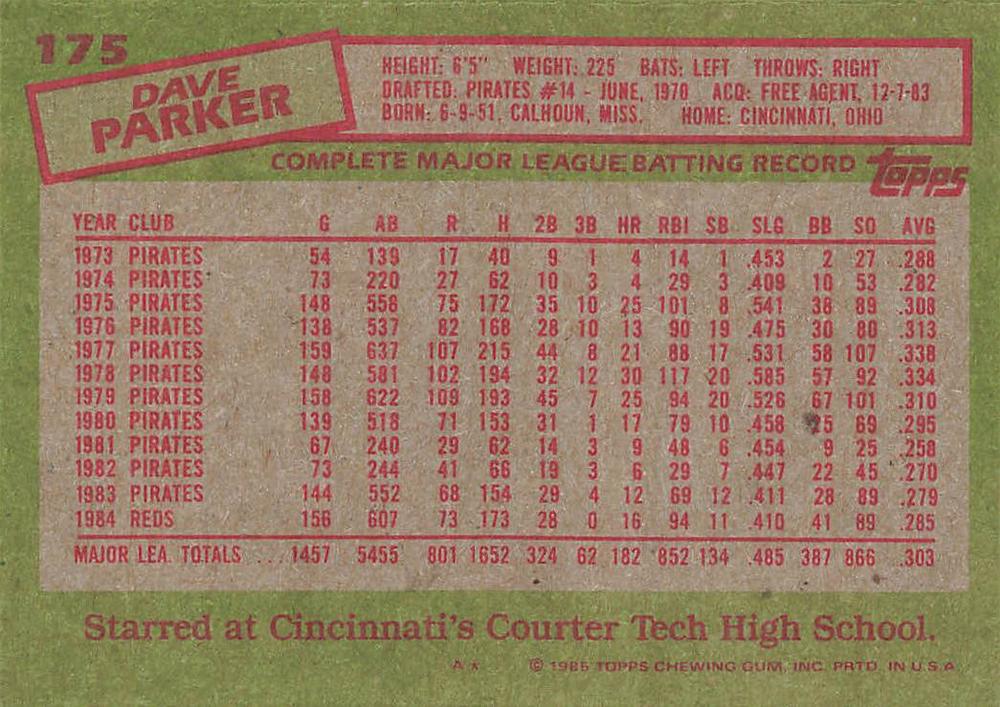 175
DAVE
PARKER
HEIGHT: 6'5" WEIGHT: 225 BATS: LEFT THROWS: RIGHT
DRAFTED: PIRATES #14 - JUNE, 1970 ACQ: FREE AGENT, 12-7-83
BORN: 6-9-51, CALHOUN, MISS. HOME: CINCINNATI, OHIO
COMPLETE MAJOR LEAGUE BATTING RECORD topps
YEAR CLUB G AB R H 2B 3B HR RBI SB SLG BB SO AVG
1973 PIRATES 54 139 17 40 9 1 4 14 1 .453 2 27 .288
1974 PIRATES 73 220 27 62 10 3 4 29 3 .409 10 53 .282
1975 PIRATES 148 558 75 172 35 10 25 101 8 .541 38 89 .308
1976 PIRATES 138 537 82 168 28 10 13 90 19 .475 30 80 .313
1977 PIRATES 159 637 107 215 44 8 21 88 17 .531 58 107 .338
1978 PIRATES 148 581 102 194 32 12 30 117 20 .585 57 92 .334
1979 PIRATES 158 622 109 193 45 7 25 94 20 .526 67 101 .310
1980 PIRATES 139 518 71 153 31 1 17 79 10 .458 25 69 .295
1981 PIRATES 67 240 29 62 14 3 9 48 6 .454 9 25 .258
1982 PIRATES 73 244 41 66 19 3 6 29 7 .447 22 45 .270
1983 PIRATES 144 552 68 154 29 4 12 69 12 .411 28 89 .279
1984 REDS 156 607 73 173 28 0 16 94 11 .410 41 89 .285
MAJOR LEA. TOTALS ... 1457 5455 801 1652 324 62 182 852 134 .485 387 866 .303
Starred at Cincinnati's Courter Tech High School.
A * © 1985 TOPPS CHEWING GUM, INC. PRTD. IN U.S.A.